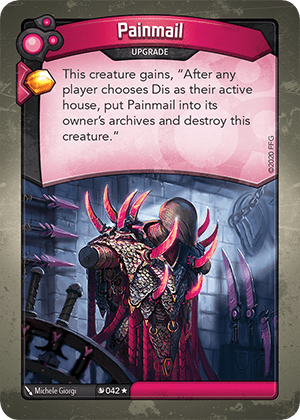 Painmail
UPGRADE
This creature gains, “After any
player chooses Dis as their active
house, put Painmail into its
owner’s archives and destroy this
creature.”
©2020 FFG
Michele Giorgi
042